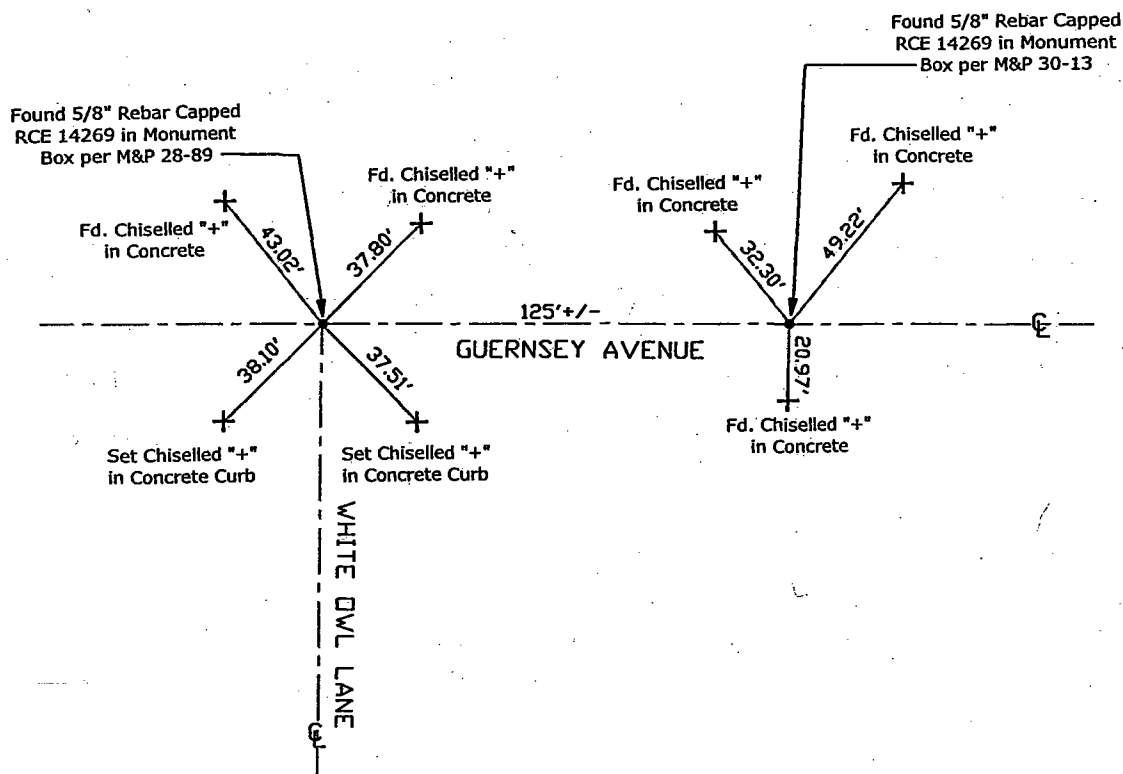 Found 5/8" Rebar Capped
RCE 14269 in Monument
Box per M&P 30-13
Found 5/8" Rebar Capped
RCE 14269 in Monument
Box per M&P 28-89
Fd. Chiselled "+"
in Concrete
Fd. Chiselled "+"
in Concrete
Fd. Chiselled "+"
in Concrete
Fd. Chiselled "+"
in Concrete
43.02'
37.80'
32.30'
49.22'
125'+/-
GUERNSEY AVENUE
℄
38.10'
37.51'
20.97'
Fd. Chiselled "+"
in Concrete
Set Chiselled "+"
in Concrete Curb
Set Chiselled "+"
in Concrete Curb
WHITE OWL LANE
℄